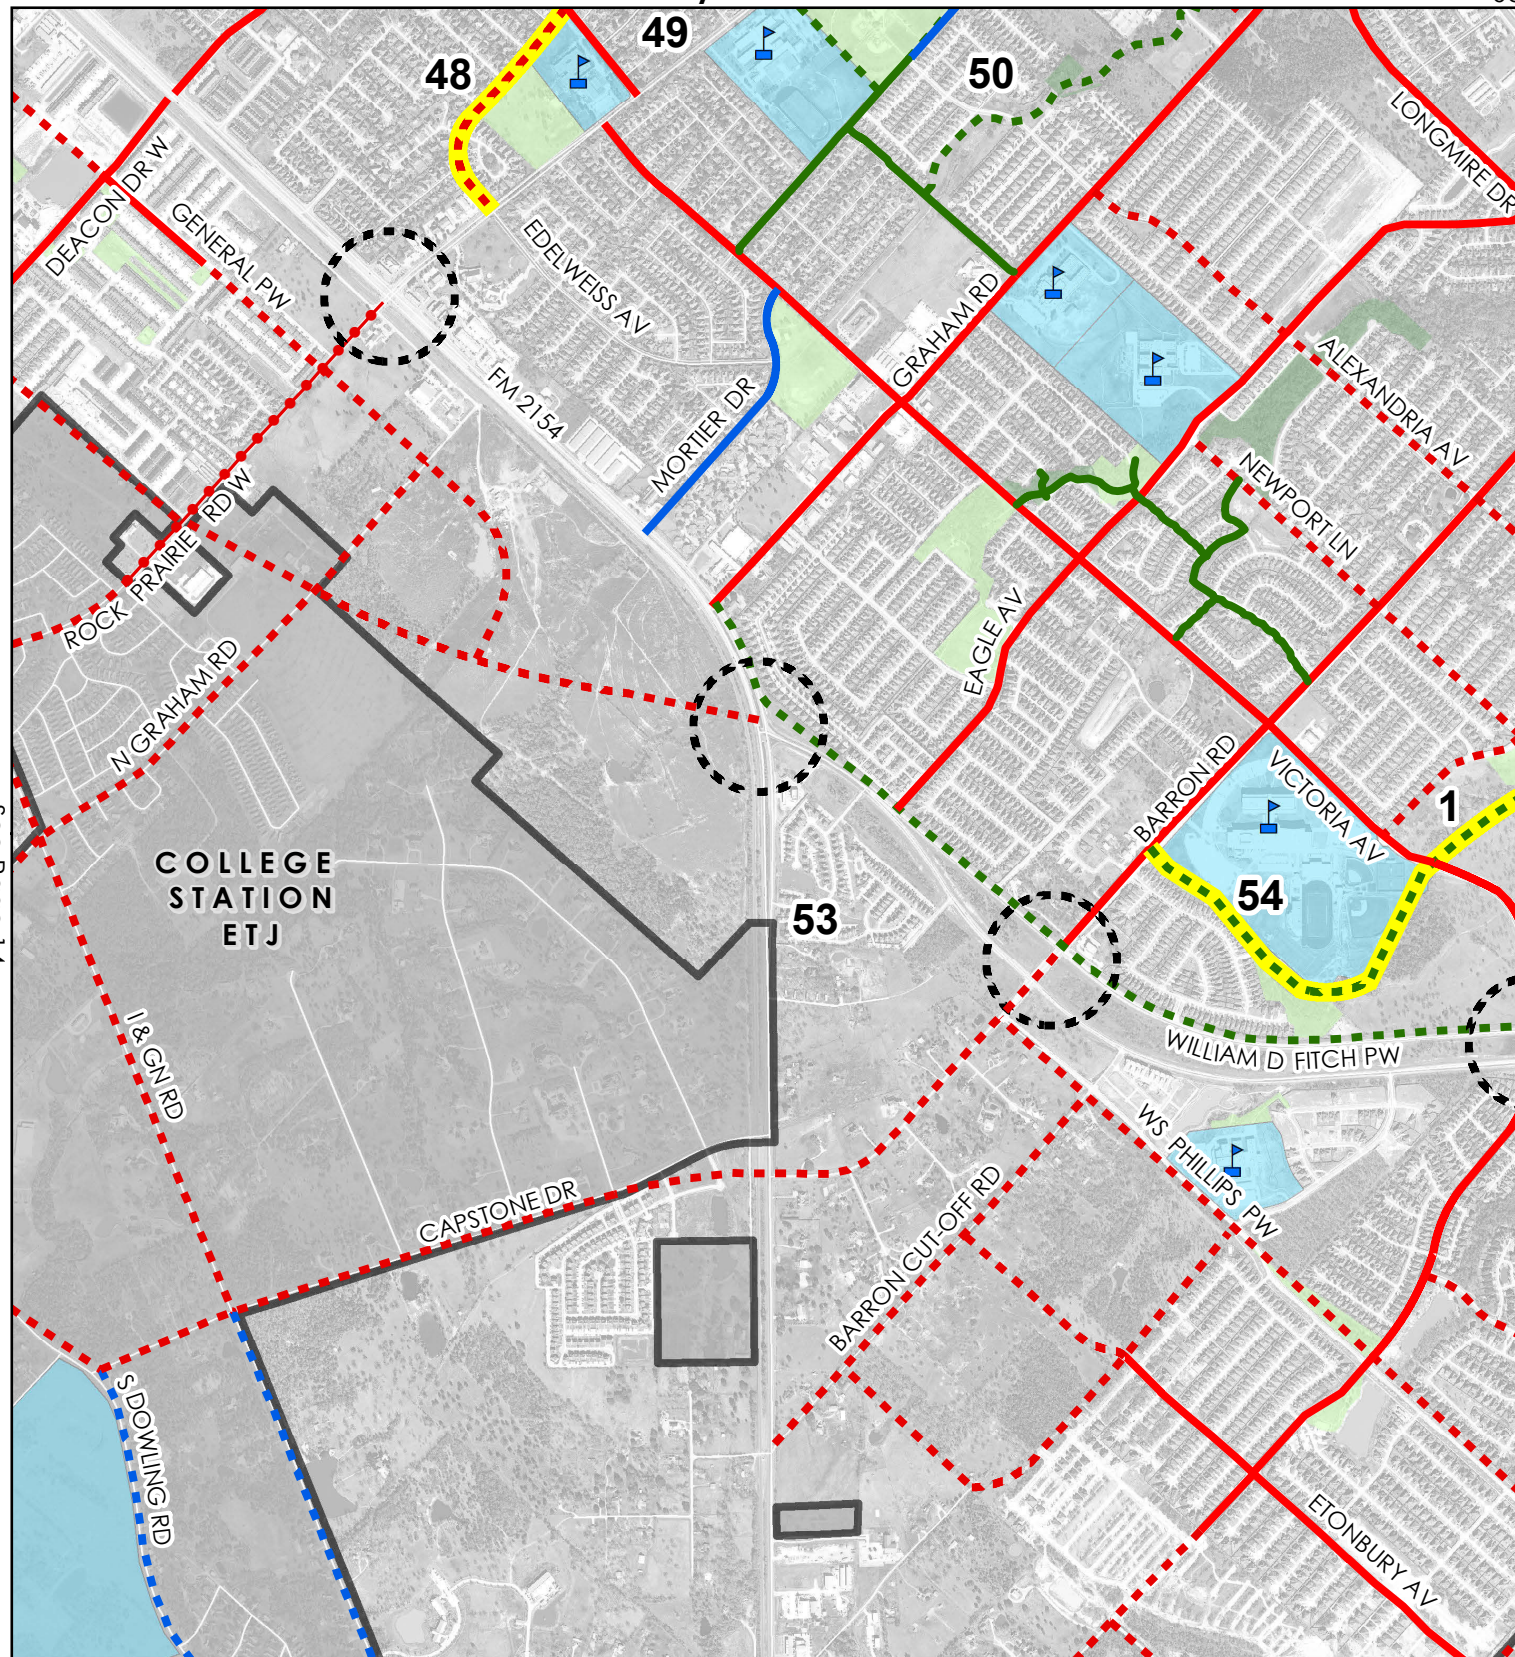 49
48
50
LONGMIRE DR
DEACON DR W
GENERAL PW
EDELWEISS AV
GRAHAM RD
ALEXANDRIA AV
FM 2154
MORTIER DR
NEWPORT LN
ROCK PRAIRIE RD W
EAGLE AV
N GRAHAM RD
BARRON RD
VICTORIA AV
1
COLLEGE
STATION
ETJ
54
53
I & GN RD
WILLIAM D FITCH PW
WS PHILLIPS PW
CAPSTONE DR
BARRON CUT-OFF RD
S DOWLING RD
ETONBURY AV